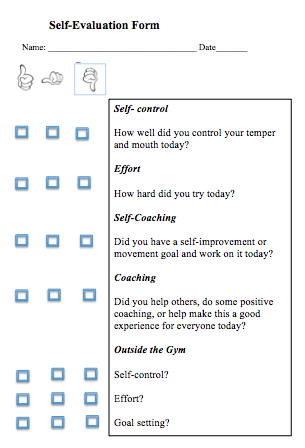 Self-Evaluation Form
Name: ______________________________ Date______
Self- control
How well did you control your temper
and mouth today?
Effort
How hard did you try today?
Self-Coaching
Did you have a self-improvement or
movement goal and work on it today?
Coaching
Did you help others, do some positive
coaching, or help make this a good
experience for everyone today?
Outside the Gym
Self-control?
Effort?
Goal setting?